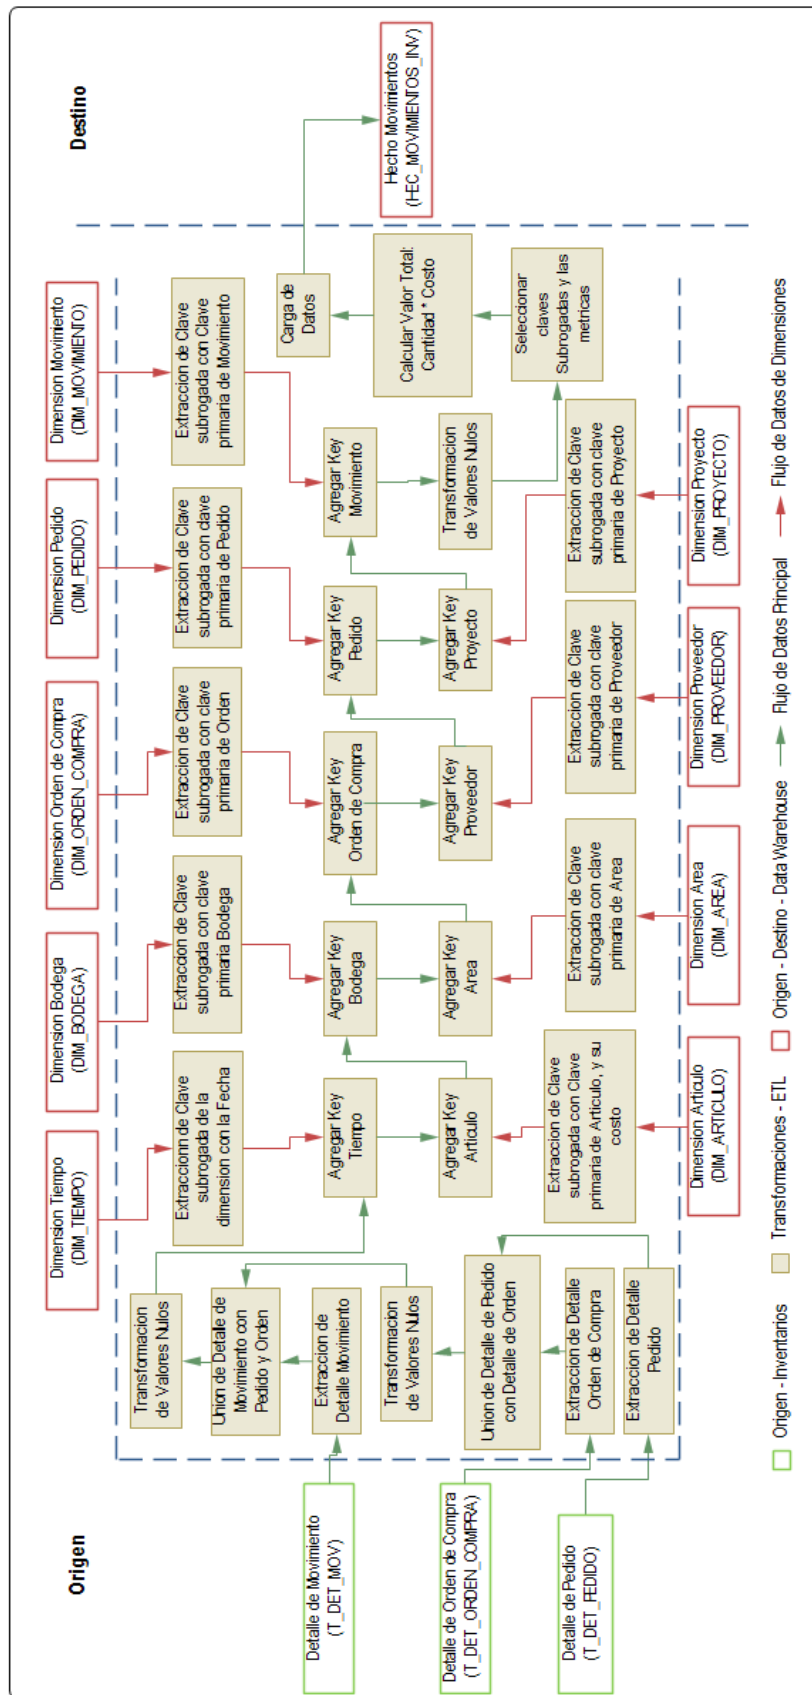 Origen
Destino
Dimension Tiempo
(DIM_TIEMPO)
Dimension Bodega
(DIM_BODEGA)
Dimension Orden de Compra
(DIM_ORDEN_COMPRA)
Dimension Pedido
(DIM_PEDIDO)
Dimension Movimiento
(DIM_MOVIMIENTO)
Transformacion
de Valores Nulos
Extraccionn de Clave
subrogada de la
dimension con la Fecha
Extraccion de Clave
subrogada con clave
primaria Bodega
Extraccion de Clave
subrogada con clave
primaria de Orden
Extraccion de Clave
subrogada con clave
primaria de Pedido
Extraccion de Clave
subrogada con Clave
primaria de Movimiento
Union de Detalle de
Movimiento con
Pedido y Orden
Extraccion de
Detalle Movimiento
Detalle de Movimiento
(T_DET_MOV)
Transformacion
de Valores Nulos
Agregar Key
Tiempo
Agregar Key
Bodega
Agregar Key
Orden de Compra
Agregar Key
Pedido
Agregar Key
Movimiento
Carga de
Datos
Hecho Movimientos
(HEC_MOVIMIENTOS_INV)
Calcular Valor Total:
Cantidad * Costo
Agregar Key
Articulo
Agregar Key
Area
Agregar Key
Proveedor
Agregar Key
Proyecto
Transformacion
de Valores Nulos
Seleccionar
claves
Subrogadas y las
metricas
Detalle de Orden de Compra
(T_DET_ORDEN_COMPRA)
Union de Detalle de Pedido
con Detalle de Orden
Extraccion de Detalle
Orden de Compra
Detalle de Pedido
(T_DET_PEDIDO)
Extraccion de Detalle
Pedido
Extraccion de Clave
subrogada con Clave
primaria de Articulo, y su
costo
Extraccion de Clave
subrogada con clave
primaria de Area
Extraccion de Clave
subrogada con clave
primaria de Proveedor
Extraccion de Clave
subrogada con clave
primaria de Proyecto
Dimension Articulo
(DIM_ARTICULO)
Dimension Area
(DIM_AREA)
Dimension Proveedor
(DIM_PROVEEDOR)
Dimension Proyecto
(DIM_PROYECTO)
Origen - Inventarios
Transformaciones - ETL
Origen - Destino - Data Warehouse
Flujo de Datos Principal
Flujo de Datos de Dimensiones